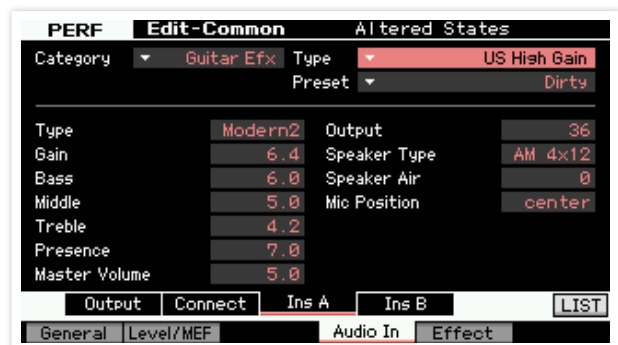 PERF Edit-Common Altered States
Category Guitar Efx Type US High Gain
Preset Dirty
Type Modern2 Output 36
Gain 6.4 Speaker Type AM 4x12
Bass 6.0 Speaker Air 0
Middle 5.0 Mic Position center
Treble 4.2
Presence 7.0
Master Volume 5.0
Output Connect Ins A Ins B LIST
General Level/MEF Audio In Effect